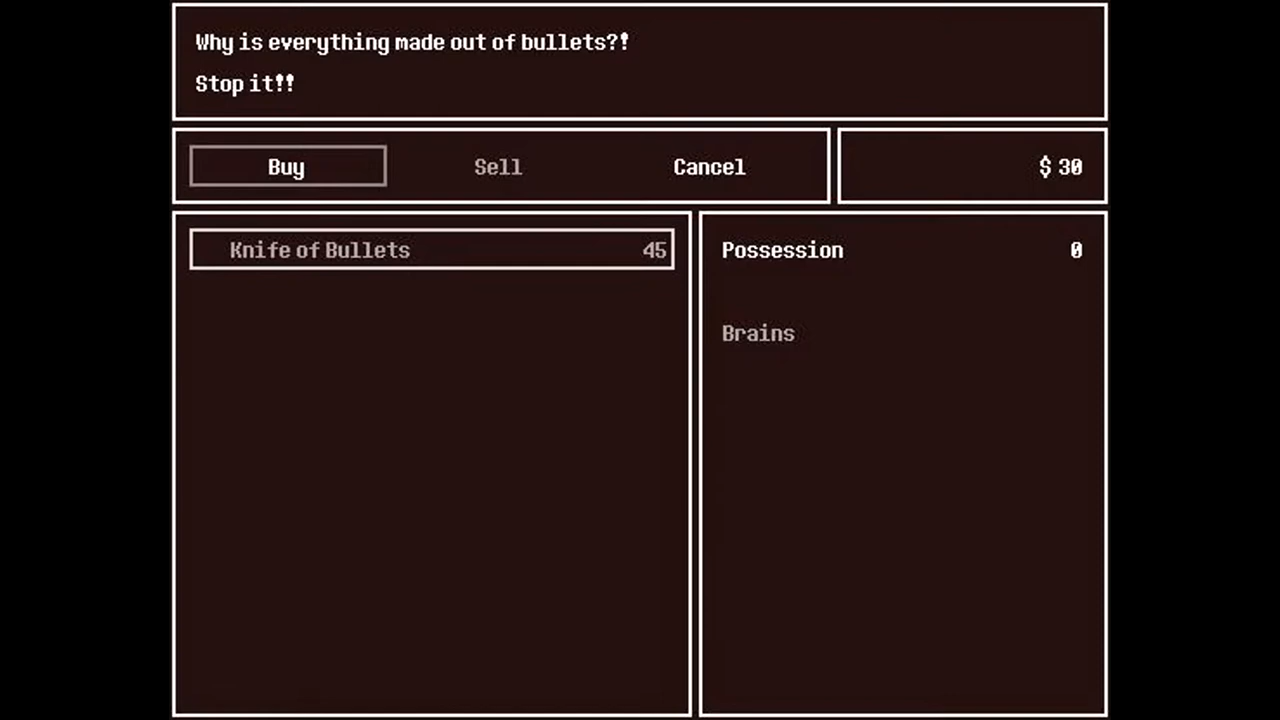 Why is everything made out of bullets?!
Stop it!!
Buy Sell Cancel $ 30
Knife of Bullets 45 Possession 0
Brains